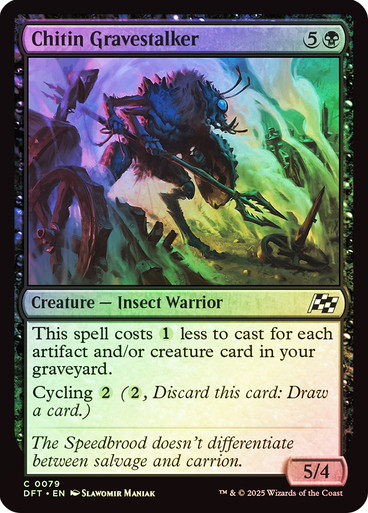 Chitin Gravestalker 5
Creature — Insect Warrior
This spell costs 1 less to cast for each
artifact and/or creature card in your
graveyard.
Cycling 2 (2, Discard this card: Draw
a card.)
The Speedbrood doesn't differentiate
between salvage and carrion.
5/4
C 0079
DFT • EN Slawomir Maniak
™ & © 2025 Wizards of the Coast